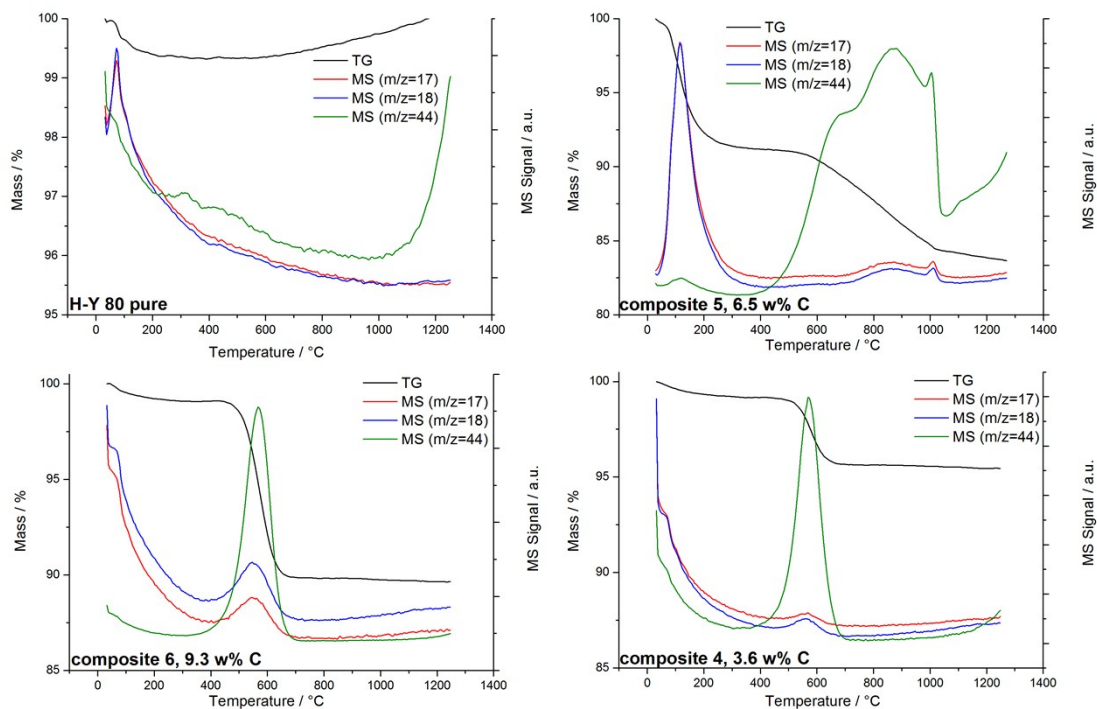 100
99
98
97
96
95
Mass / %
TG
MS (m/z=17)
MS (m/z=18)
MS (m/z=44)
MS Signal / a.u.
H-Y 80 pure
0 200 400 600 800 1000 1200 1400
Temperature / °C
100
95
90
85
80
Mass / %
TG
MS (m/z=17)
MS (m/z=18)
MS (m/z=44)
MS Signal / a.u.
composite 5, 6.5 w% C
0 200 400 600 800 1000 1200 1400
Temperature / °C
100
95
90
85
Mass / %
TG
MS (m/z=17)
MS (m/z=18)
MS (m/z=44)
MS Signal / a.u.
composite 6, 9.3 w% C
0 200 400 600 800 1000 1200 1400
Temperature / °C
100
95
90
85
Mass / %
TG
MS (m/z=17)
MS (m/z=18)
MS (m/z=44)
MS Signal / a.u.
composite 4, 3.6 w% C
0 200 400 600 800 1000 1200 1400
Temperature / °C